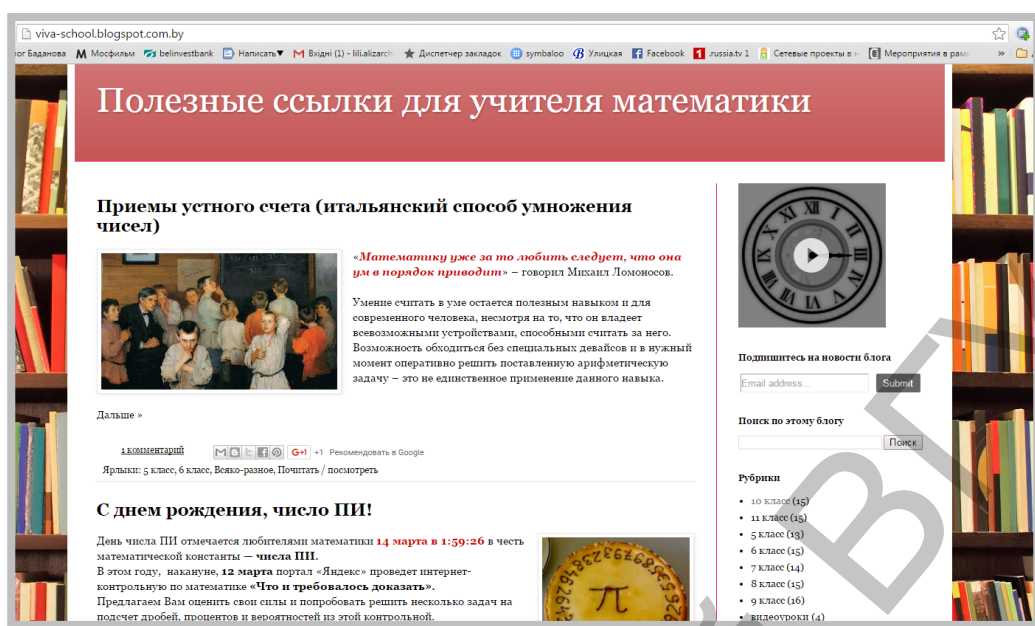 viva-school.blogspot.com.by
ог Баданова Мосфильм belinvestbank Написать▼ Вхідні (1) - lili.alizarch Диспетчер закладок symbaloo Улицкая Facebook .russia.tv 1 Сетевые проекты в н Мероприятия в рам »
Полезные ссылки для учителя математики
Приемы устного счета (итальянский способ умножения
чисел)
«Математику уже за то любить следует, что она
ум в порядок приводит» – говорил Михаил Ломоносов.
Умение считать в уме остается полезным навыком и для
современного человека, несмотря на то, что он владеет
всевозможными устройствами, способными считать за него.
Возможность обходиться без специальных девайсов и в нужный
момент оперативно решить поставленную арифметическую
задачу – это не единственное применение данного навыка.
Дальше »
1 комментарий
G+1 +1 Рекомендовать в Google
Ярлыки: 5 класс, 6 класс, Всяко-разное, Почитать / посмотреть
С днем рождения, число ПИ!
День числа ПИ отмечается любителями математики 14 марта в 1:59:26 в честь
математической константы — числа ПИ.
В этом году, накануне, 12 марта портал «Яндекс» проведет интернет-
контрольную по математике «Что и требовалось доказать».
Предлагаем Вам оценить свои силы и попробовать решить несколько задач на
подсчет дробей, процентов и вероятностей из этой контрольной.
π
XII I II III IV V VI VII VIII IX X XI
Подпишитесь на новости блога
Email address...
Submit
Поиск по этому блогу
Поиск
Рубрики
• 10 класс (15)
• 11 класс (15)
• 5 класс (13)
• 6 класс (15)
• 7 класс (14)
• 8 класс (15)
• 9 класс (16)
• видеоуроки (4)